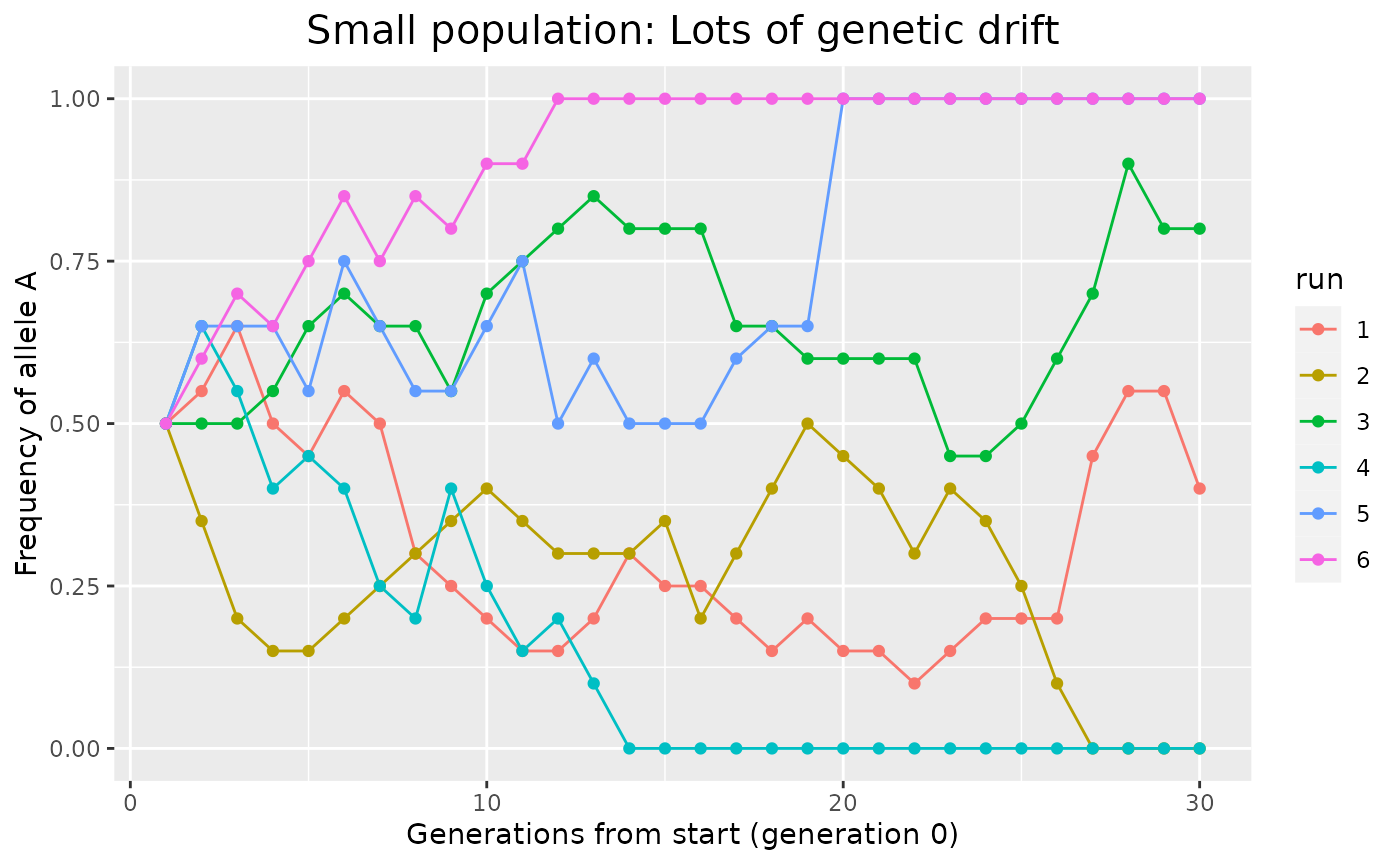 Small population: Lots of genetic drift
Frequency of allele A
1.00
0.75
0.50
0.25
0.00
0 10 20 30
Generations from start (generation 0)
run
1
2
3
4
5
6